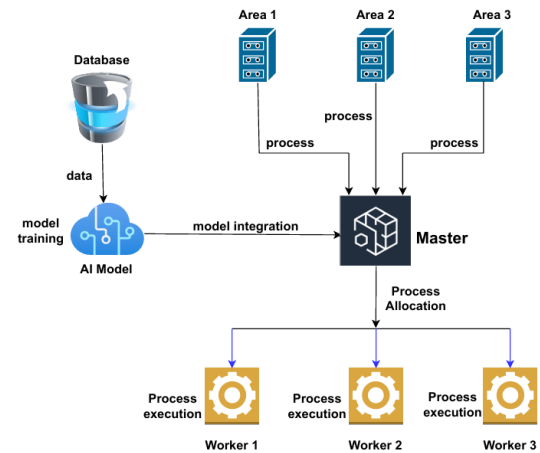 Area 1
Area 2
Area 3
Database
process
process
process
data
model
training
model integration
Master
AI Model
Process
Allocation
Process
execution
Process
execution
Process
execution
Worker 1
Worker 2
Worker 3